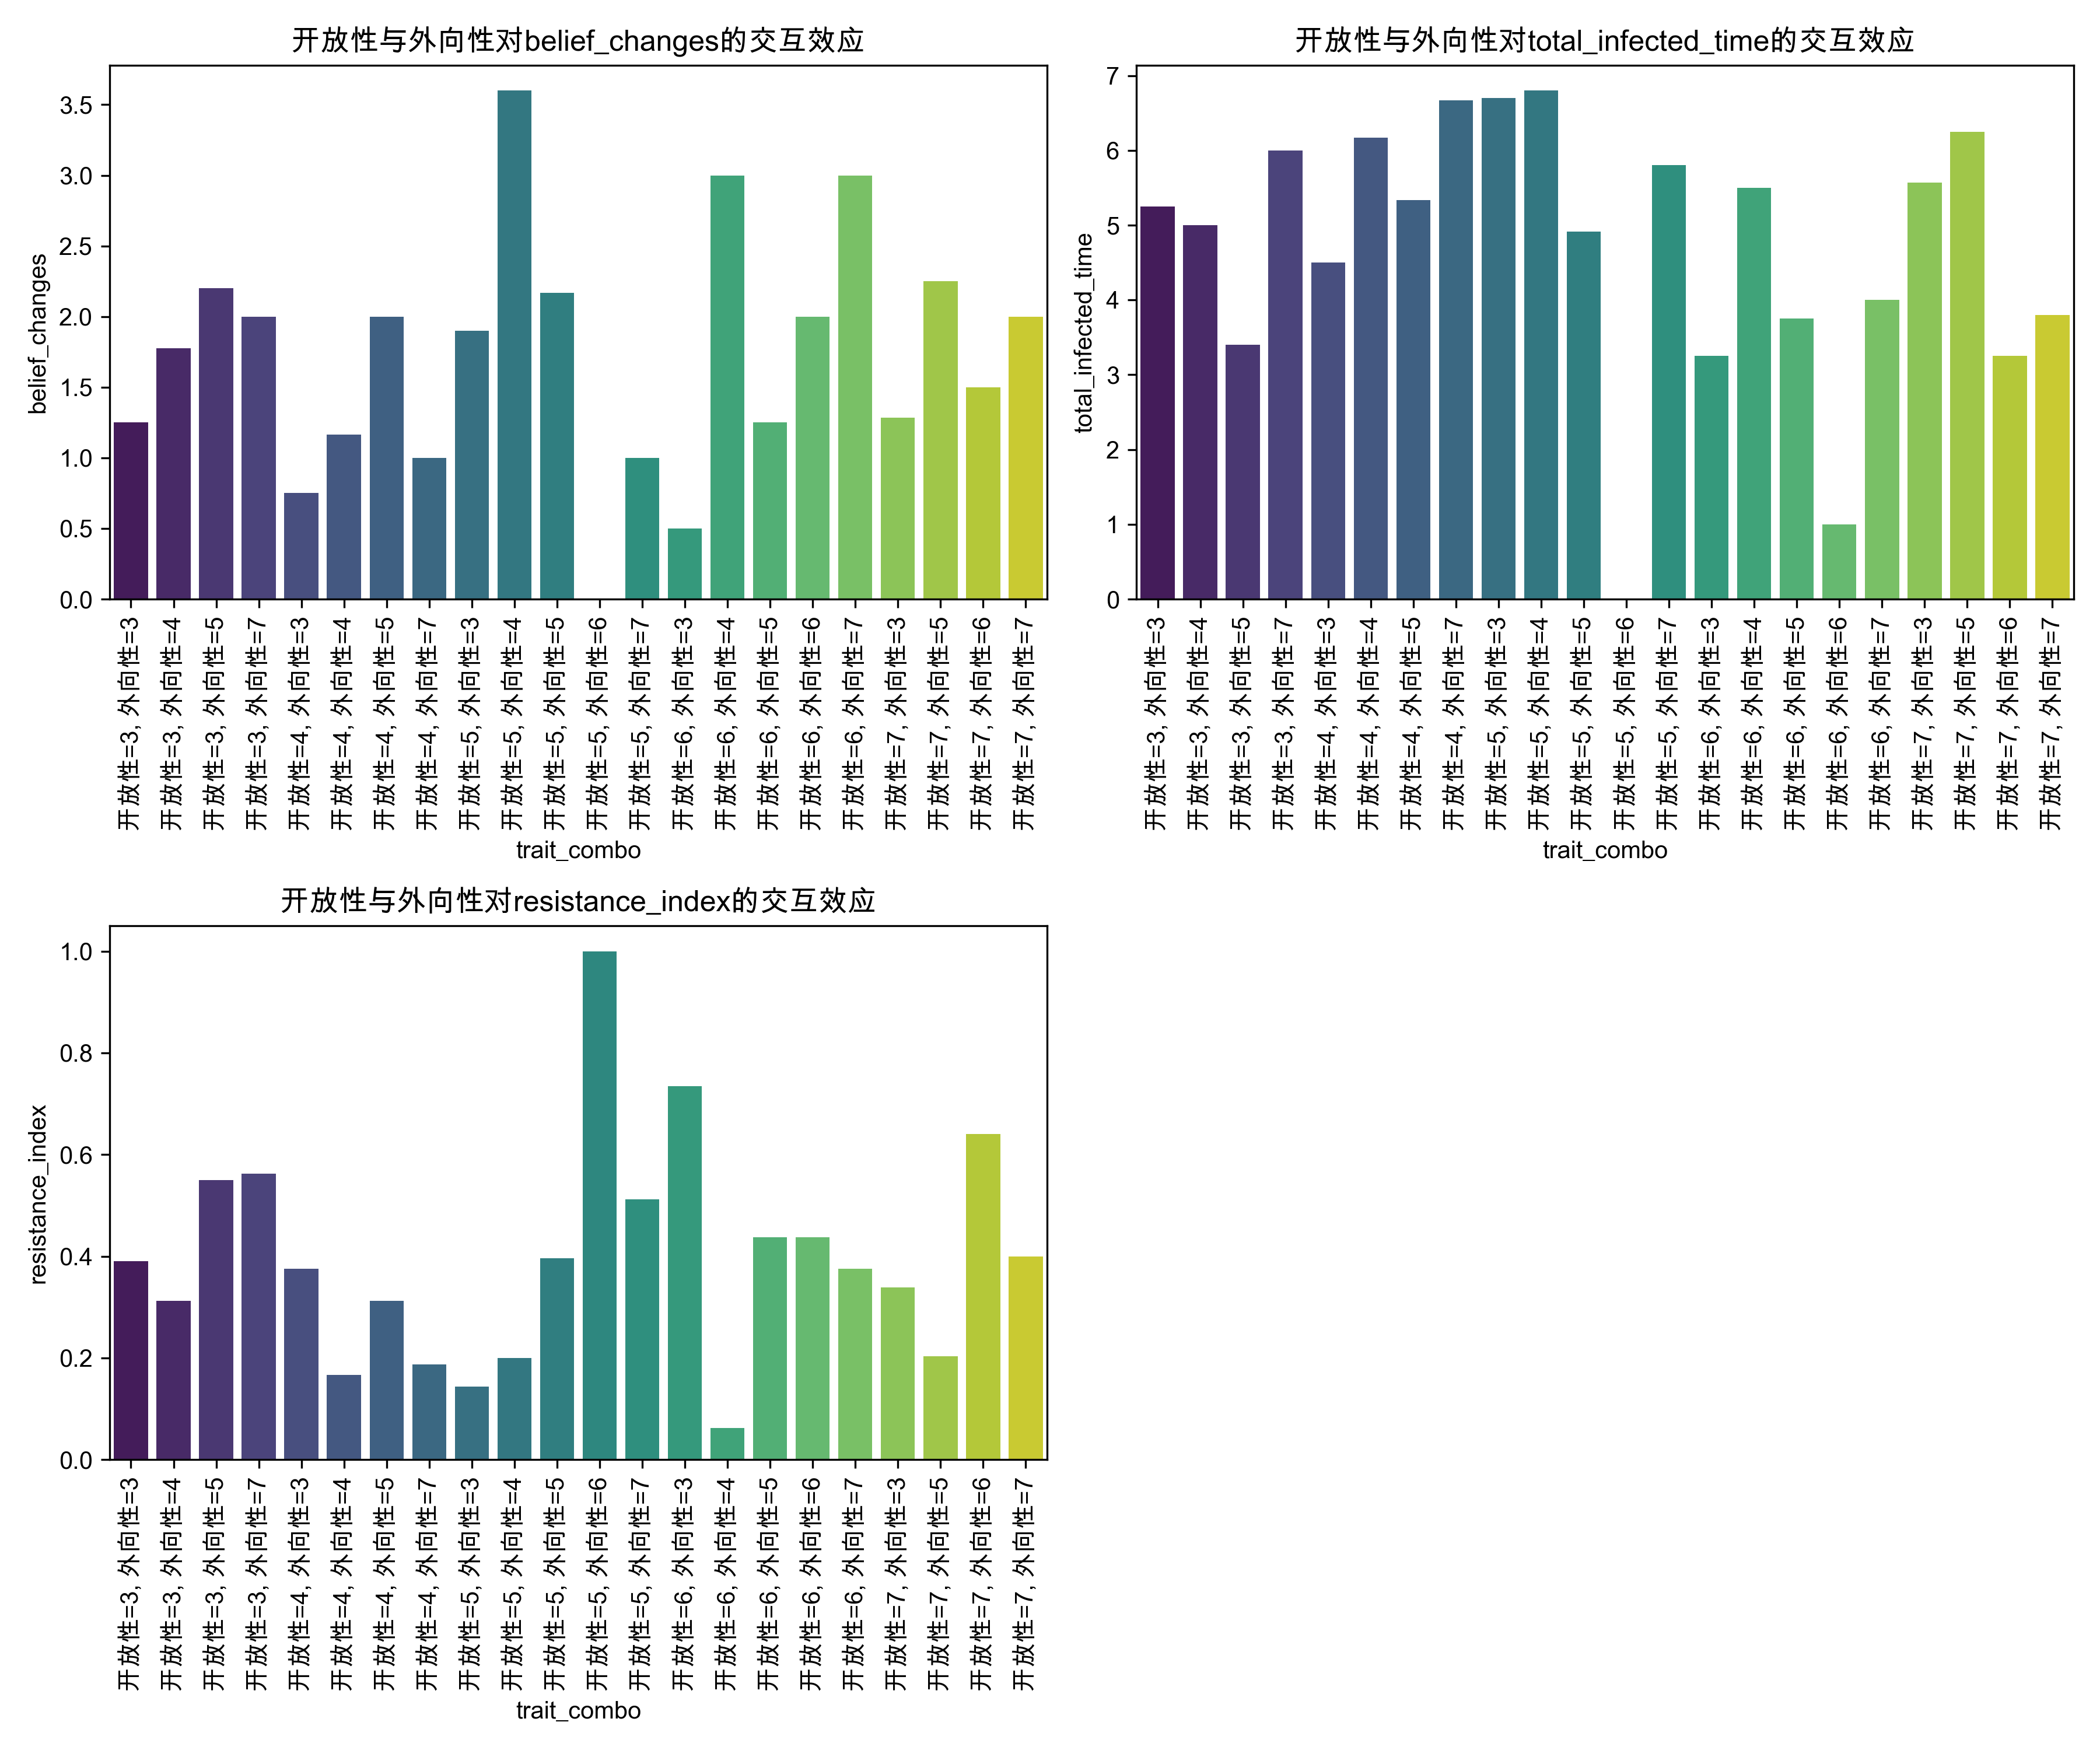 开放性与外向性对belief_changes的交互效应
3.5
3.0
2.5
2.0
1.5
1.0
0.5
0.0
belief_changes
开放性=3, 外向性=3
开放性=3, 外向性=4
开放性=3, 外向性=5
开放性=3, 外向性=7
开放性=4, 外向性=3
开放性=4, 外向性=4
开放性=4, 外向性=5
开放性=4, 外向性=7
开放性=5, 外向性=3
开放性=5, 外向性=4
开放性=5, 外向性=5
开放性=5, 外向性=6
开放性=5, 外向性=7
开放性=6, 外向性=3
开放性=6, 外向性=4
开放性=6, 外向性=5
开放性=6, 外向性=6
开放性=6, 外向性=7
开放性=7, 外向性=3
开放性=7, 外向性=5
开放性=7, 外向性=6
开放性=7, 外向性=7
trait_combo
开放性与外向性对total_infected_time的交互效应
7
6
5
4
3
2
1
0
total_infected_time
开放性=3, 外向性=3
开放性=3, 外向性=4
开放性=3, 外向性=5
开放性=3, 外向性=7
开放性=4, 外向性=3
开放性=4, 外向性=4
开放性=4, 外向性=5
开放性=4, 外向性=7
开放性=5, 外向性=3
开放性=5, 外向性=4
开放性=5, 外向性=5
开放性=5, 外向性=6
开放性=5, 外向性=7
开放性=6, 外向性=3
开放性=6, 外向性=4
开放性=6, 外向性=5
开放性=6, 外向性=6
开放性=6, 外向性=7
开放性=7, 外向性=3
开放性=7, 外向性=5
开放性=7, 外向性=6
开放性=7, 外向性=7
trait_combo
开放性与外向性对resistance_index的交互效应
1.0
0.8
0.6
0.4
0.2
0.0
resistance_index
开放性=3, 外向性=3
开放性=3, 外向性=4
开放性=3, 外向性=5
开放性=3, 外向性=7
开放性=4, 外向性=3
开放性=4, 外向性=4
开放性=4, 外向性=5
开放性=4, 外向性=7
开放性=5, 外向性=3
开放性=5, 外向性=4
开放性=5, 外向性=5
开放性=5, 外向性=6
开放性=5, 外向性=7
开放性=6, 外向性=3
开放性=6, 外向性=4
开放性=6, 外向性=5
开放性=6, 外向性=6
开放性=6, 外向性=7
开放性=7, 外向性=3
开放性=7, 外向性=5
开放性=7, 外向性=6
开放性=7, 外向性=7
trait_combo